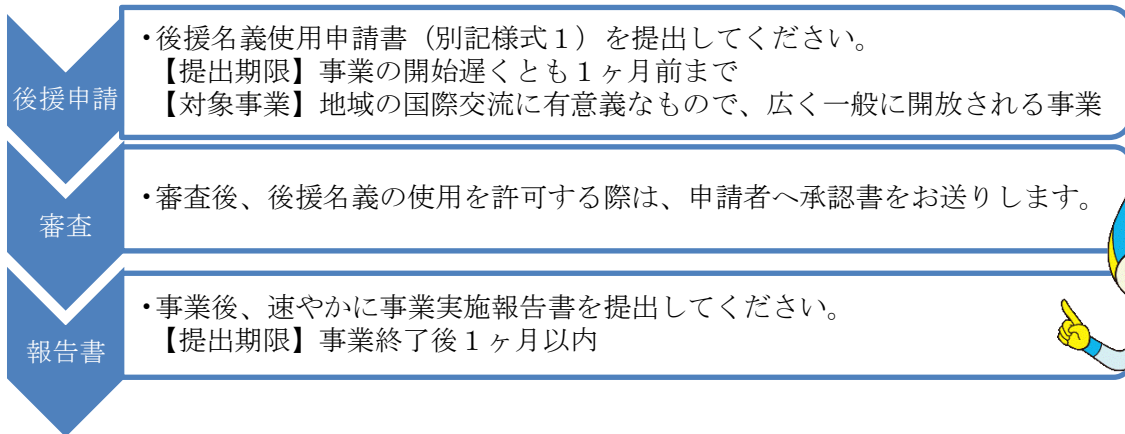 後援申請
・後援名義使用申請書（別記様式１）を提出してください。
【提出期限】事業の開始遅くとも１ヶ月前まで
【対象事業】地域の国際交流に有意義なもので、広く一般に開放される事業
審査
・審査後、後援名義の使用を許可する際は、申請者へ承認書をお送りします。
報告書
・事業後、速やかに事業実施報告書を提出してください。
【提出期限】事業終了後１ヶ月以内